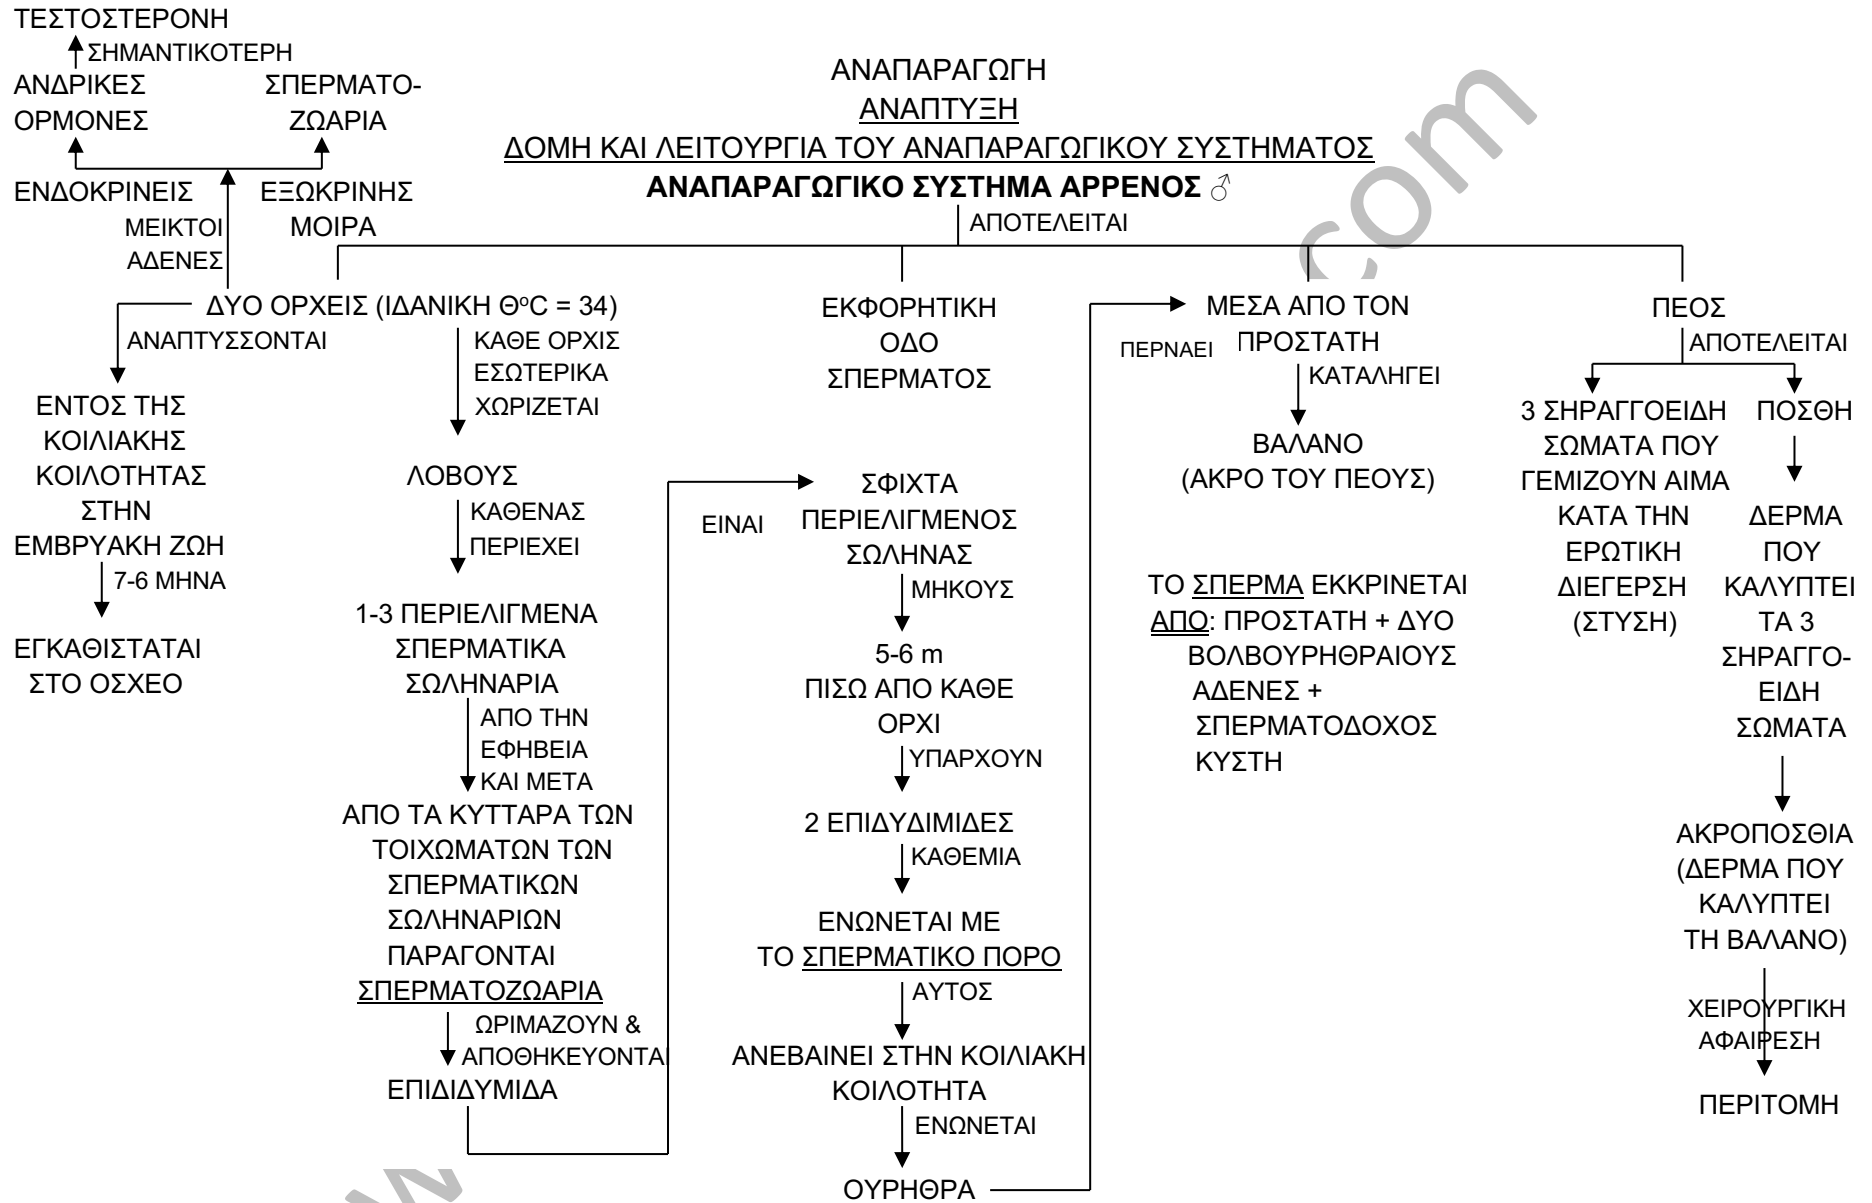 ΤΕΣΤΟΣΤΕΡΟΝΗ
ΣΗΜΑΝΤΙΚΟΤΕΡΗ
ΑΝΔΡΙΚΕΣ
ΟΡΜΟΝΕΣ
ΣΠΕΡΜΑΤΟ-
ΖΩΑΡΙΑ
ΕΝΔΟΚΡΙΝΕΙΣ
ΕΞΩΚΡΙΝΗΣ
ΜΟΙΡΑ
ΜΕΙΚΤΟΙ
ΑΔΕΝΕΣ
ΑΝΑΠΑΡΑΓΩΓΗ
ΑΝΑΠΤΥΞΗ
ΔΟΜΗ ΚΑΙ ΛΕΙΤΟΥΡΓΙΑ ΤΟΥ ΑΝΑΠΑΡΑΓΩΓΙΚΟΥ ΣΥΣΤΗΜΑΤΟΣ
ΑΝΑΠΑΡΑΓΩΓΙΚΟ ΣΥΣΤΗΜΑ ΑΡΡΕΝΟΣ ♂
ΑΠΟΤΕΛΕΙΤΑΙ
ΔΥΟ ΟΡΧΕΙΣ (ΙΔΑΝΙΚΗ ΘºC = 34)
ΑΝΑΠΤΥΣΣΟΝΤΑΙ
ΕΝΤΟΣ ΤΗΣ
ΚΟΙΛΙΑΚΗΣ
ΚΟΙΛΟΤΗΤΑΣ
ΣΤΗΝ
ΕΜΒΡΥΑΚΗ ΖΩΗ
7-6 ΜΗΝΑ
ΕΓΚΑΘΙΣΤΑΤΑΙ
ΣΤΟ ΟΣΧΕΟ
ΚΑΘΕ ΟΡΧΙΣ
ΕΣΩΤΕΡΙΚΑ
ΧΩΡΙΖΕΤΑΙ
ΛΟΒΟΥΣ
ΚΑΘΕΝΑΣ
ΠΕΡΙΕΧΕΙ
1-3 ΠΕΡΙΕΛΙΓΜΕΝΑ
ΣΠΕΡΜΑΤΙΚΑ
ΣΩΛΗΝΑΡΙΑ
ΑΠΟ ΤΗΝ
ΕΦΗΒΕΙΑ
ΚΑΙ ΜΕΤΑ
ΑΠΟ ΤΑ ΚΥΤΤΑΡΑ ΤΩΝ
ΤΟΙΧΩΜΑΤΩΝ ΤΩΝ
ΣΠΕΡΜΑΤΙΚΩΝ
ΣΩΛΗΝΑΡΙΩΝ
ΠΑΡΑΓΟΝΤΑΙ
ΣΠΕΡΜΑΤΟΖΩΑΡΙΑ
ΩΡΙΜΑΖΟΥΝ &
ΑΠΟΘΗΚΕΥΟΝΤΑΙ
ΕΠΙΔΙΔΥΜΙΔΑ
ΕΚΦΟΡΗΤΙΚΗ
ΟΔΟ
ΣΠΕΡΜΑΤΟΣ
ΕΙΝΑΙ
ΣΦΙΧΤΑ
ΠΕΡΙΕΛΙΓΜΕΝΟΣ
ΣΩΛΗΝΑΣ
ΜΗΚΟΥΣ
5-6 m
ΠΙΣΩ ΑΠΟ ΚΑΘΕ
ΟΡΧΙ
ΥΠΑΡΧΟΥΝ
2 ΕΠΙΔΥΔΙΜΙΔΕΣ
ΚΑΘΕΜΙΑ
ΕΝΩΝΕΤΑΙ ΜΕ
ΤΟ ΣΠΕΡΜΑΤΙΚΟ ΠΟΡΟ
ΑΥΤΟΣ
ΑΝΕΒΑΙΝΕΙ ΣΤΗΝ ΚΟΙΛΙΑΚΗ
ΚΟΙΛΟΤΗΤΑ
ΕΝΩΝΕΤΑΙ
ΟΥΡΗΘΡΑ
ΠΕΡΝΑΕΙ
ΜΕΣΑ ΑΠΟ ΤΟΝ
ΠΡΟΣΤΑΤΗ
ΚΑΤΑΛΗΓΕΙ
ΒΑΛΑΝΟ
(ΑΚΡΟ ΤΟΥ ΠΕΟΥΣ)
ΤΟ ΣΠΕΡΜΑ ΕΚΚΡΙΝΕΤΑΙ
ΑΠΟ: ΠΡΟΣΤΑΤΗ + ΔΥΟ
ΒΟΛΒΟΥΡΗΘΡΑΙΟΥΣ
ΑΔΕΝΕΣ +
ΣΠΕΡΜΑΤΟΔΟΧΟΣ
ΚΥΣΤΗ
ΠΕΟΣ
ΑΠΟΤΕΛΕΙΤΑΙ
3 ΣΗΡΑΓΓΟΕΙΔΗ
ΣΩΜΑΤΑ ΠΟΥ
ΓΕΜΙΖΟΥΝ ΑΙΜΑ
ΚΑΤΑ ΤΗΝ
ΕΡΩΤΙΚΗ
ΔΙΕΓΕΡΣΗ
(ΣΤΥΣΗ)
ΠΟΣΘΗ
ΔΕΡΜΑ
ΠΟΥ
ΚΑΛΥΠΤΕΙ
ΤΑ 3
ΣΗΡΑΓΓΟ-
ΕΙΔΗ
ΣΩΜΑΤΑ
ΑΚΡΟΠΟΣΘΙΑ
(ΔΕΡΜΑ ΠΟΥ
ΚΑΛΥΠΤΕΙ
ΤΗ ΒΑΛΑΝΟ)
ΧΕΙΡΟΥΡΓΙΚΗ
ΑΦΑΙΡΕΣΗ
ΠΕΡΙΤΟΜΗ
com
w